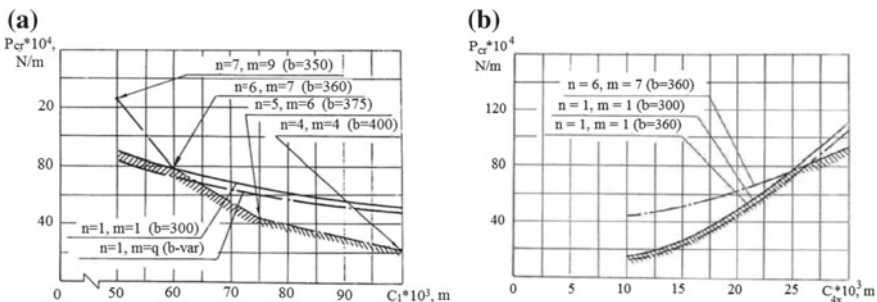 (a)
P_cr*10⁴,
N/m
n=7, m=9 (b=350)
n=6, m=7 (b=360)
n=5, m=6 (b=375)
n=4, m=4 (b=400)
20
80
40
n=1, m=1 (b=300)
n=1, m=q (b-var)
0 50 60 70 80 90 C₁*10³, m
(b)
P_cr*10⁴
N/m
120
80
40
n = 6, m = 7 (b=360)
n = 1, m = 1 (b=300)
n = 1, m = 1 (b=360)
0 5 10 15 20 25 C₄ₓ*10³, m